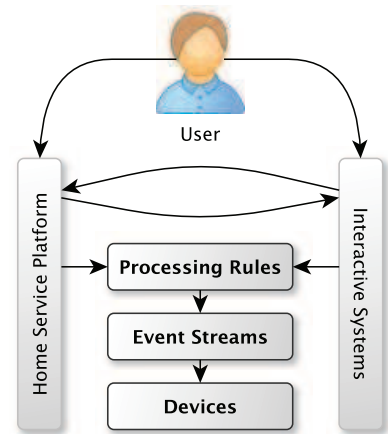 User
Home Service Platform
Interactive Systems
Processing Rules
Event Streams
Devices